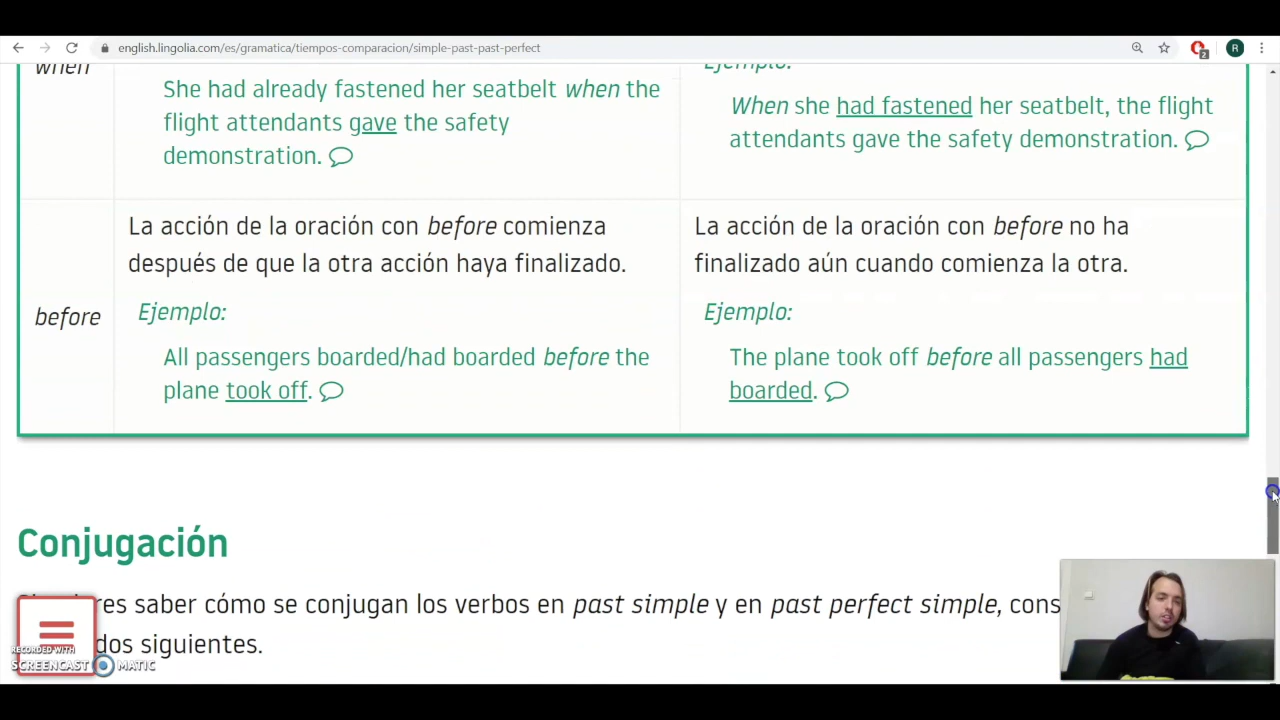 english.lingolia.com/es/gramatica/tiempos-comparacion/simple-past-past-perfect
R
2
when
She had already fastened her seatbelt when the
flight attendants gave the safety
demonstration.
Ejemplo:
When she had fastened her seatbelt, the flight
attendants gave the safety demonstration.
before
La acción de la oración con before comienza
después de que la otra acción haya finalizado.
Ejemplo:
All passengers boarded/had boarded before the
plane took off.
La acción de la oración con before no ha
finalizado aún cuando comienza la otra.
Ejemplo:
The plane took off before all passengers had
boarded.
Conjugación
res saber cómo se conjugan los verbos en past simple y en past perfect simple, cons
dos siguientes.
RECORDED WITH
SCREENCAST MATIC